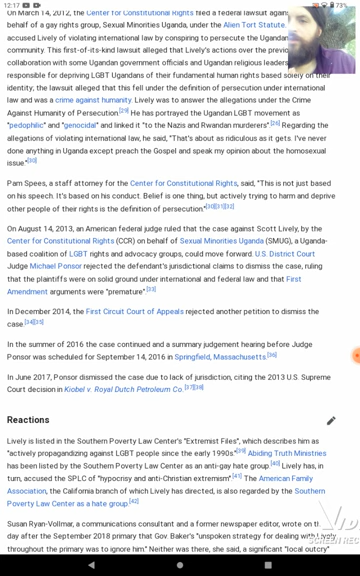 12:17
73%
On March 14, 2012, the Center for Constitutional Rights filed a federal lawsuit again
behalf of a gay rights group, Sexual Minorities Uganda, under the Alien Tort Statute.
accused Lively of violating international law by conspiring to persecute the Ugandan
community. This first-of-its-kind lawsuit alleged that Lively's actions over the previo
collaboration with some Ugandan government officials and Ugandan religious leaders
responsible for depriving LGBT Ugandans of their fundamental human rights based solely on their
identity, the lawsuit alleged that this fell under the definition of persecution under international
law and was a crime against humanity. Lively was to answer the allegations under the Crime
Against Humanity of Persecution.[29] He has portrayed the Ugandan LGBT movement as
"pedophilic" and "genocidal" and linked it "to the Nazis and Rwandan murderers".[26] Regarding the
allegations of violating international law, he said, "That's about as ridiculous as it gets. I've never
done anything in Uganda except preach the Gospel and speak my opinion about the homosexual
issue."[30]
Pam Spees, a staff attorney for the Center for Constitutional Rights, said, "This is not just based
on his speech. It's based on his conduct. Belief is one thing, but actively trying to harm and deprive
other people of their rights is the definition of persecution."[30][31][32]
On August 14, 2013, an American federal judge ruled that the case against Scott Lively, by the
Center for Constitutional Rights (CCR) on behalf of Sexual Minorities Uganda (SMUG), a Uganda-
based coalition of LGBT rights and advocacy groups, could move forward. U.S. District Court
Judge Michael Ponsor rejected the defendant's jurisdictional claims to dismiss the case, ruling
that the plaintiffs were on solid ground under international and federal law and that First
Amendment arguments were "premature".[33]
In December 2014, the First Circuit Court of Appeals rejected another petition to dismiss the
case.[34][35]
In the summer of 2016 the case continued and a summary judgement hearing before Judge
Ponsor was scheduled for September 14, 2016 in Springfield, Massachusetts.[36]
In June 2017, Ponsor dismissed the case due to lack of jurisdiction, citing the 2013 U.S. Supreme
Court decision in Kiobel v. Royal Dutch Petroleum Co.[37][38]
Reactions
Lively is listed in the Southern Poverty Law Center's "Extremist Files", which describes him as
"actively propagandizing against LGBT people since the early 1990s".[39] Abiding Truth Ministries
has been listed by the Southern Poverty Law Center as an anti-gay hate group.[40] Lively has, in
turn, accused the SPLC of "hypocrisy and anti-Christian extremism".[41] The American Family
Association, the California branch of which Lively has directed, is also regarded by the Southern
Poverty Law Center as a hate group.[42]
Susan Ryan-Vollmar, a communications consultant and a former newspaper editor, wrote on th
day after the September 2018 primary that Gov. Baker's "unspoken strategy for dealing with Lively
throughout the primary was to ignore him." Neither was there, she said, a significant "local outcry"
SCREEN REC